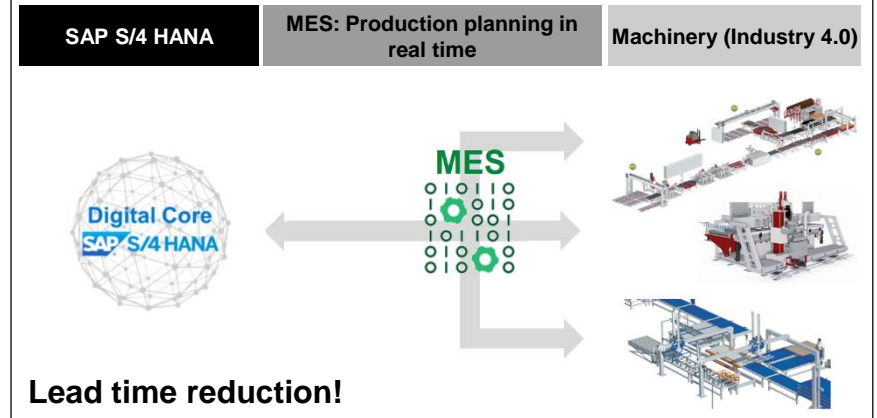 SAP S/4 HANA
MES: Production planning in
real time
Machinery (Industry 4.0)
MES
Digital Core
SAP S/4HANA
Lead time reduction!